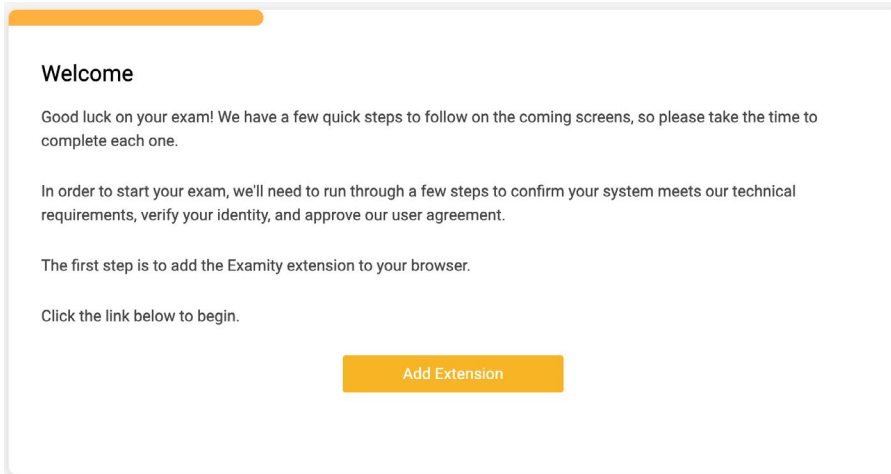 Welcome
Good luck on your exam! We have a few quick steps to follow on the coming screens, so please take the time to
complete each one.
In order to start your exam, we'll need to run through a few steps to confirm your system meets our technical
requirements, verify your identity, and approve our user agreement.
The first step is to add the Examity extension to your browser.
Click the link below to begin.
Add Extension